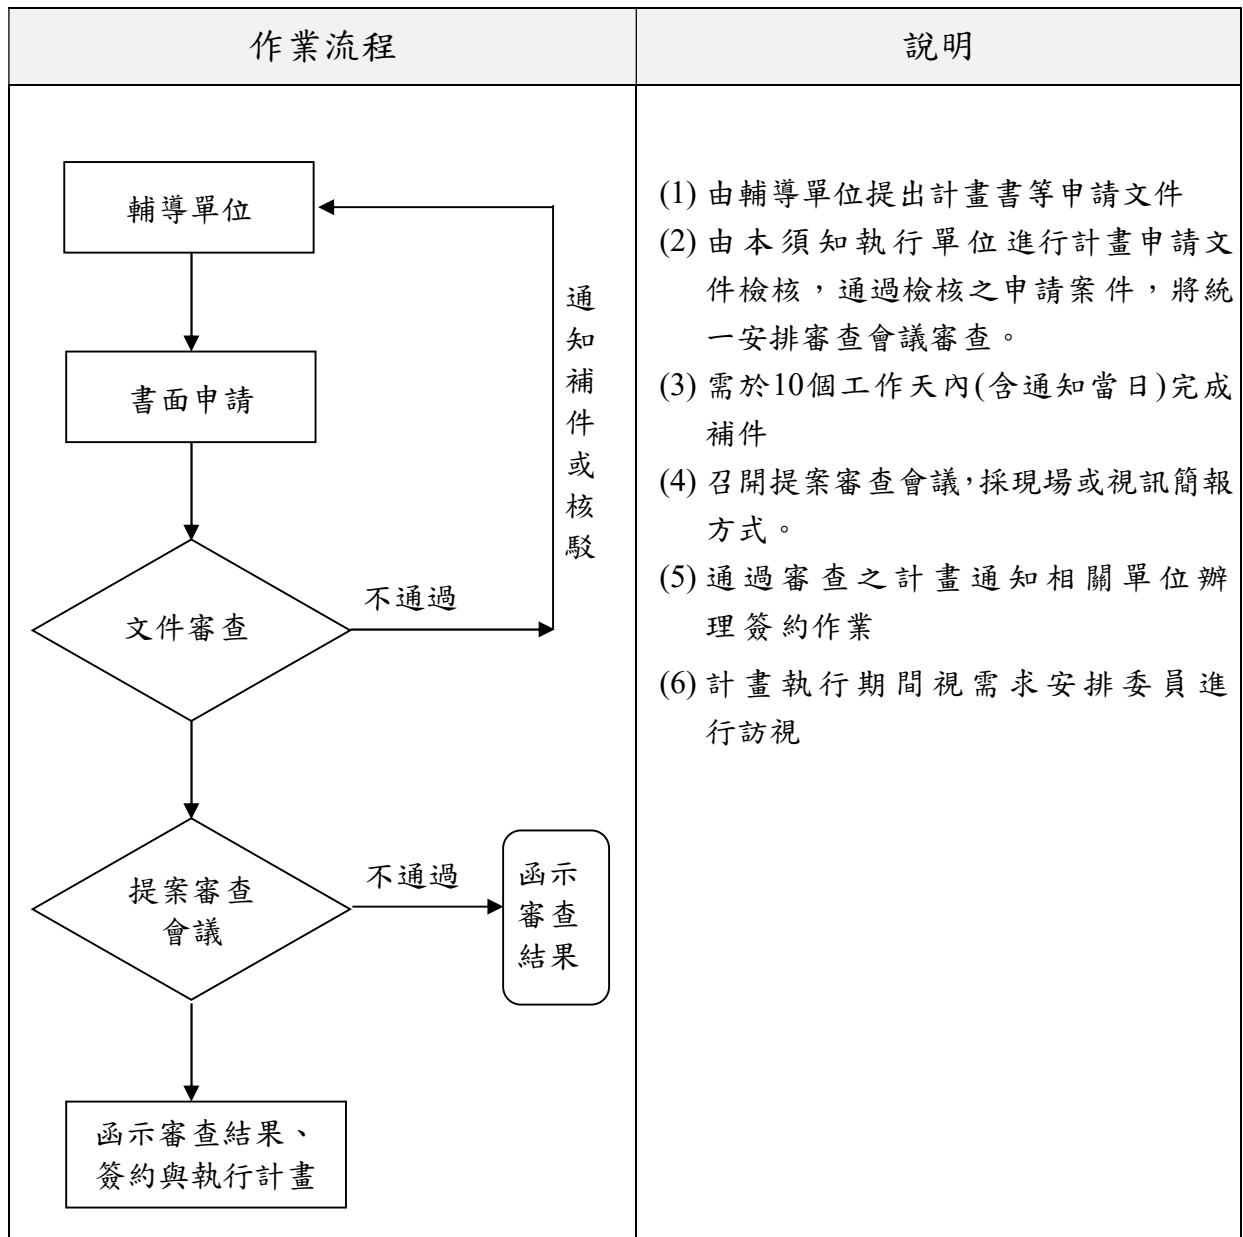 作業流程
說明
輔導單位
書面申請
通知補件或核駁
文件審查
不通過
提案審查
會議
不通過
函示
審查
結果
函示審查結果、
簽約與執行計畫
(1) 由輔導單位提出計畫書等申請文件
(2) 由本須知執行單位進行計畫申請文
件檢核，通過檢核之申請案件，將統
一安排審查會議審查。
(3) 需於10個工作天內(含通知當日)完成
補件
(4) 召開提案審查會議，採現場或視訊簡報
方式。
(5) 通過審查之計畫通知相關單位辦
理簽約作業
(6) 計畫執行期間視需求安排委員進
行訪視